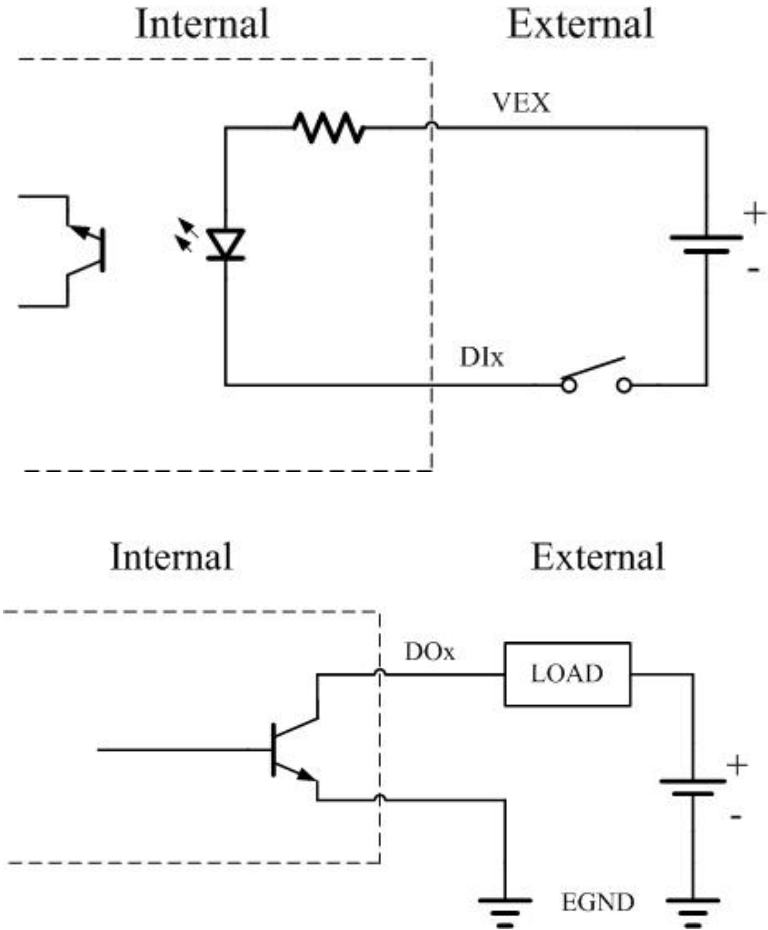 Internal External
VEX
+
-
DIx
Internal External
DOx LOAD
+
-
EGND